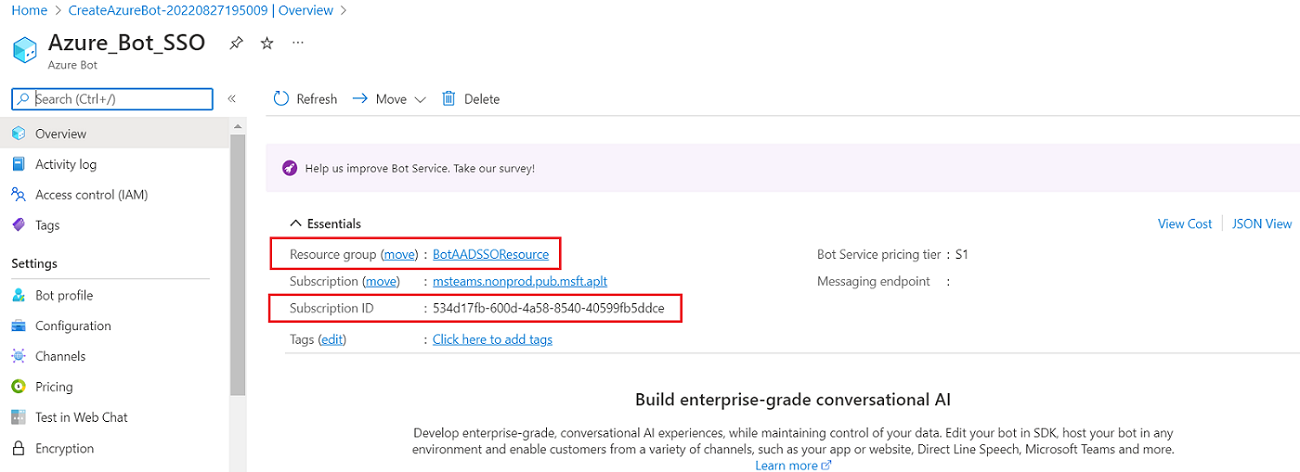 Home > CreateAzureBot-20220827195009 | Overview >
Azure_Bot_SSO
Azure Bot
Search (Ctrl+/)
«
Refresh
Move
Delete
Overview
Activity log
Access control (IAM)
Tags
Settings
Bot profile
Configuration
Channels
Pricing
Test in Web Chat
Encryption
Help us improve Bot Service. Take our survey!
Essentials
View Cost
JSON View
Resource group (move) : BotAADSSOResource
Subscription (move) : msteams.nonprod.pub.msft.aplt
Subscription ID : 534d17fb-600d-4a58-8540-40599fb5ddce
Tags (edit) : Click here to add tags
Bot Service pricing tier : S1
Messaging endpoint :
Build enterprise-grade conversational AI
Develop enterprise-grade, conversational AI experiences, while maintaining control of your data. Edit your bot in SDK, host your bot in any
environment and enable customers from a variety of channels, such as your app or website, Direct Line Speech, Microsoft Teams and more.
Learn more